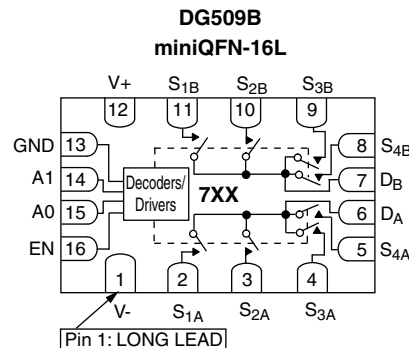 DG509B
miniQFN-16L
V+ S1B S2B S3B
12 11 10 9
GND 13
A1 14
A0 15
EN 16
Decoders/
Drivers
7XX
8 S4B
7 DB
6 DA
5 S4A
1 2 3 4
V- S1A S2A S3A
Pin 1: LONG LEAD